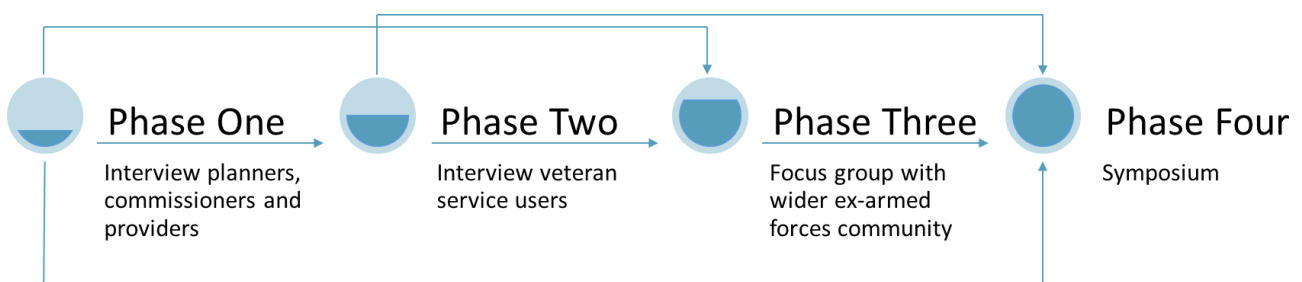 Phase One
Interview planners,
commissioners and
providers
Phase Two
Interview veteran
service users
Phase Three
Focus group with
wider ex-armed
forces community
Phase Four
Symposium